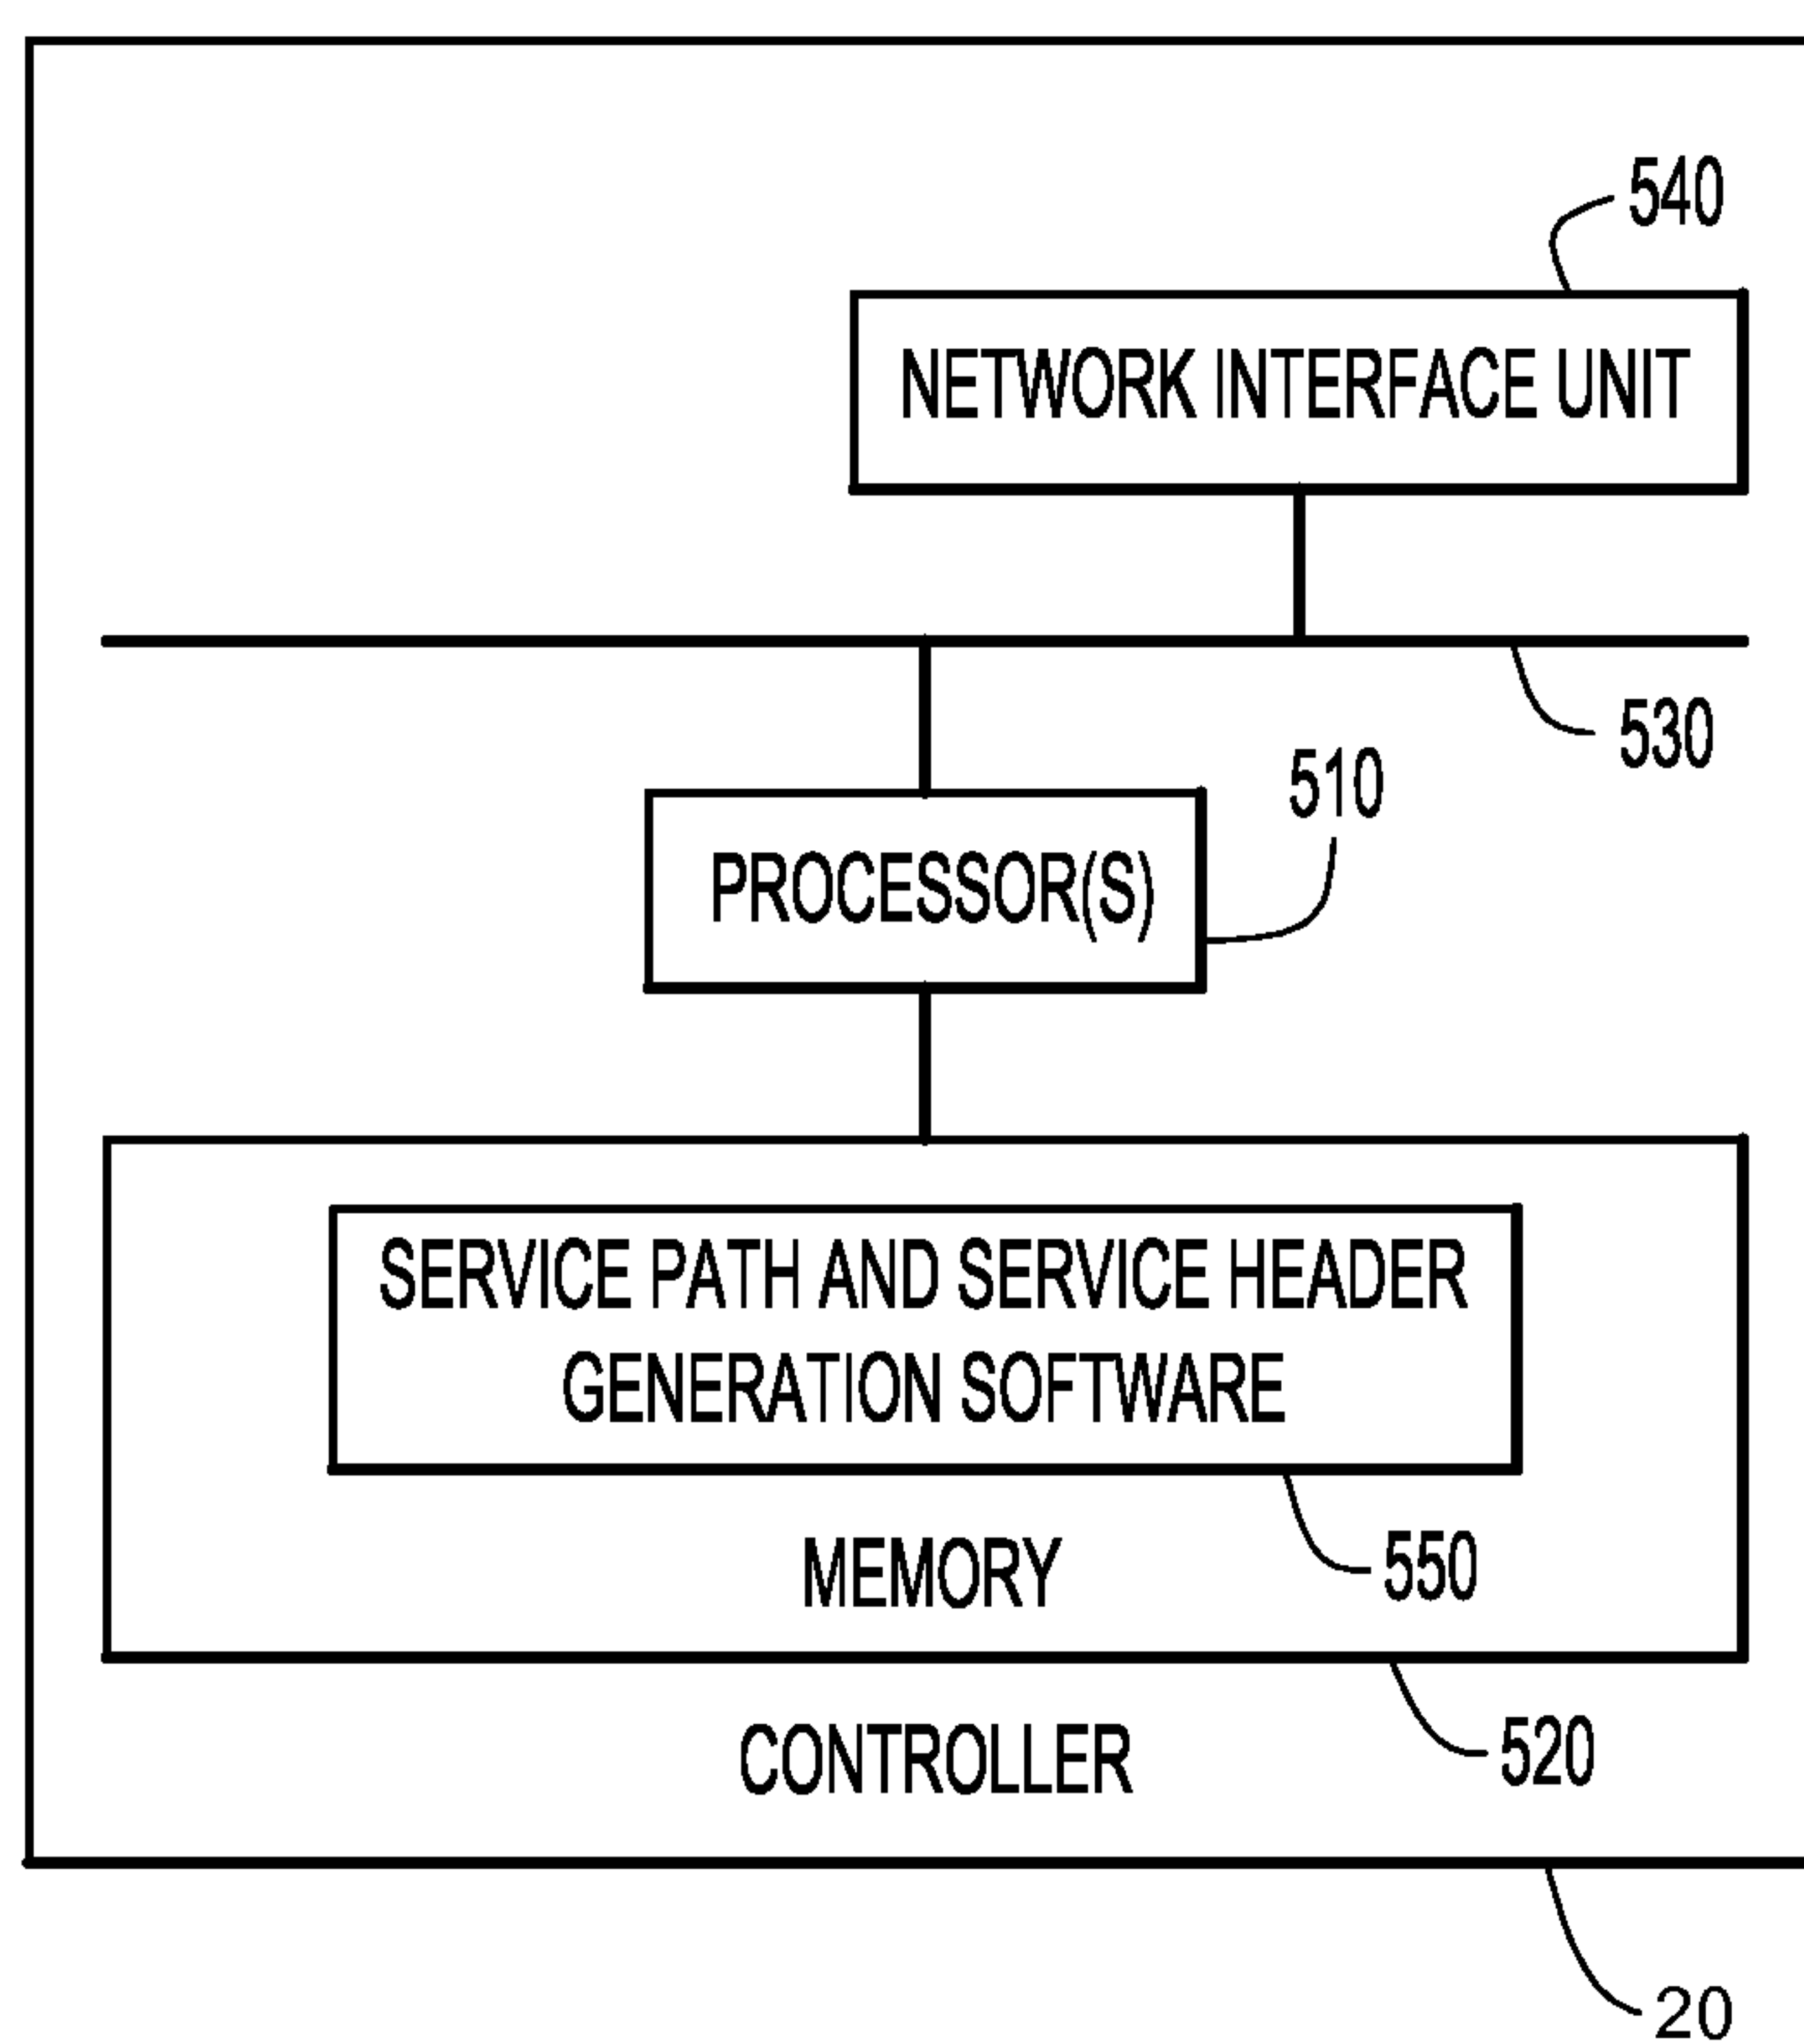 540
NETWORK INTERFACE UNIT
530
510
PROCESSOR(S)
SERVICE PATH AND SERVICE HEADER
GENERATION SOFTWARE
550
MEMORY
520
CONTROLLER
20